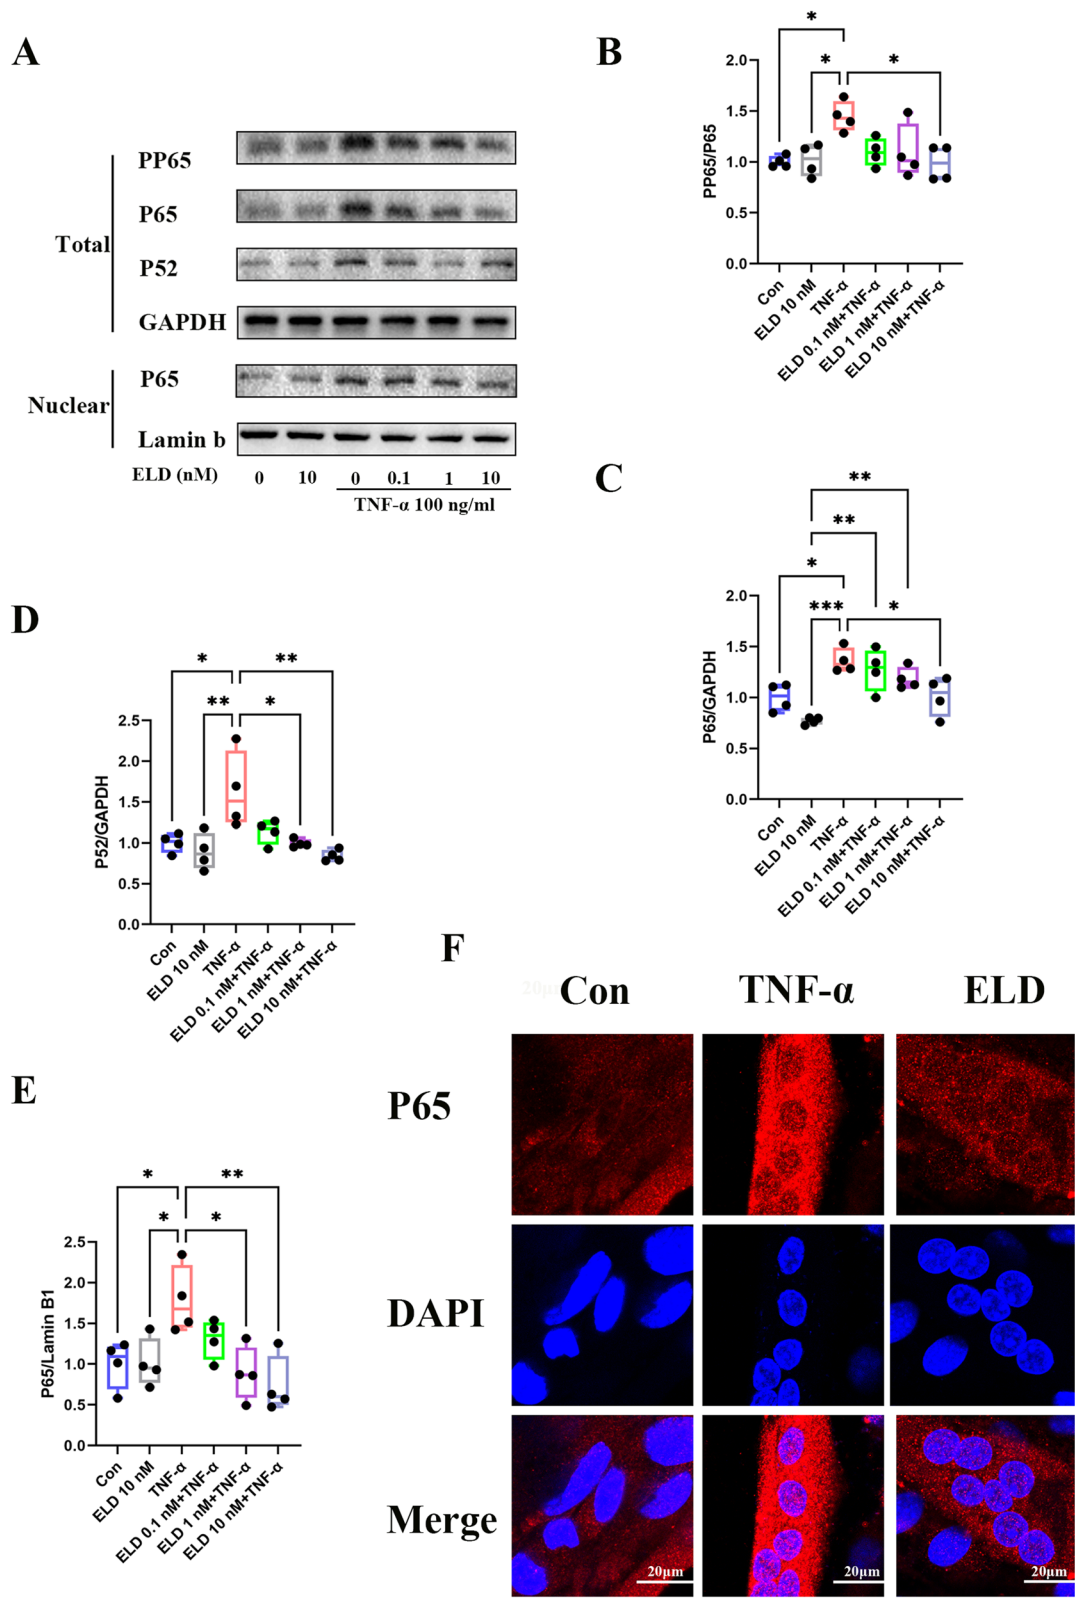 A
PP65
P65
Total
P52
GAPDH
P65
Nuclear
Lamin b
ELD (nM)
0
10
0
0.1
1
10
TNF-α 100 ng/ml
B
*
*
*
PP65/P65
2.0
1.5
1.0
0.5
0.0
Con
ELD 10 nM
TNF-α
ELD 0.1 nM+TNF-α
ELD 1 nM+TNF-α
ELD 10 nM+TNF-α
C
**
**
*
***
*
P65/GAPDH
2.0
1.5
1.0
0.5
0.0
Con
ELD 10 nM
TNF-α
ELD 0.1 nM+TNF-α
ELD 1 nM+TNF-α
ELD 10 nM+TNF-α
D
*
**
**
*
P52/GAPDH
2.5
2.0
1.5
1.0
0.5
0.0
Con
ELD 10 nM
TNF-α
ELD 0.1 nM+TNF-α
ELD 1 nM+TNF-α
ELD 10 nM+TNF-α
E
*
**
*
*
P65/Lamin B1
2.5
2.0
1.5
1.0
0.5
0.0
Con
ELD 10 nM
TNF-α
ELD 0.1 nM+TNF-α
ELD 1 nM+TNF-α
ELD 10 nM+TNF-α
F
20μm
Con
TNF-α
ELD
P65
DAPI
Merge
20μm
20μm
20μm